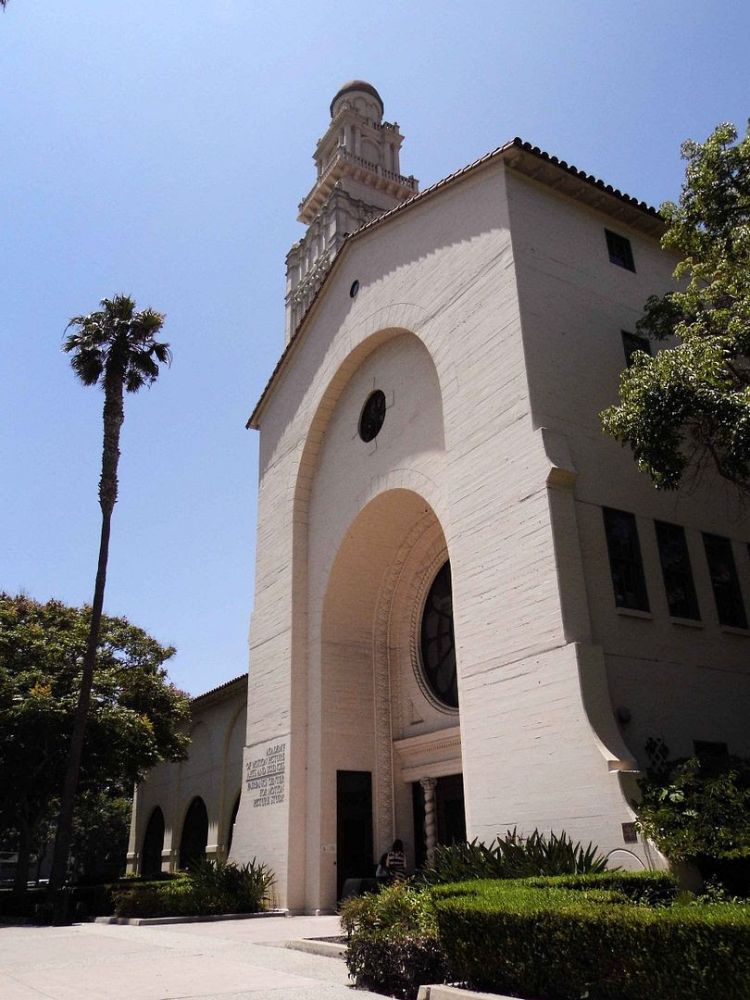 ACADEMY
OF MOTION PICTURE
ARTS AND SCIENCES
FAIRBANKS CENTER
FOR MOTION
PICTURE STUDY